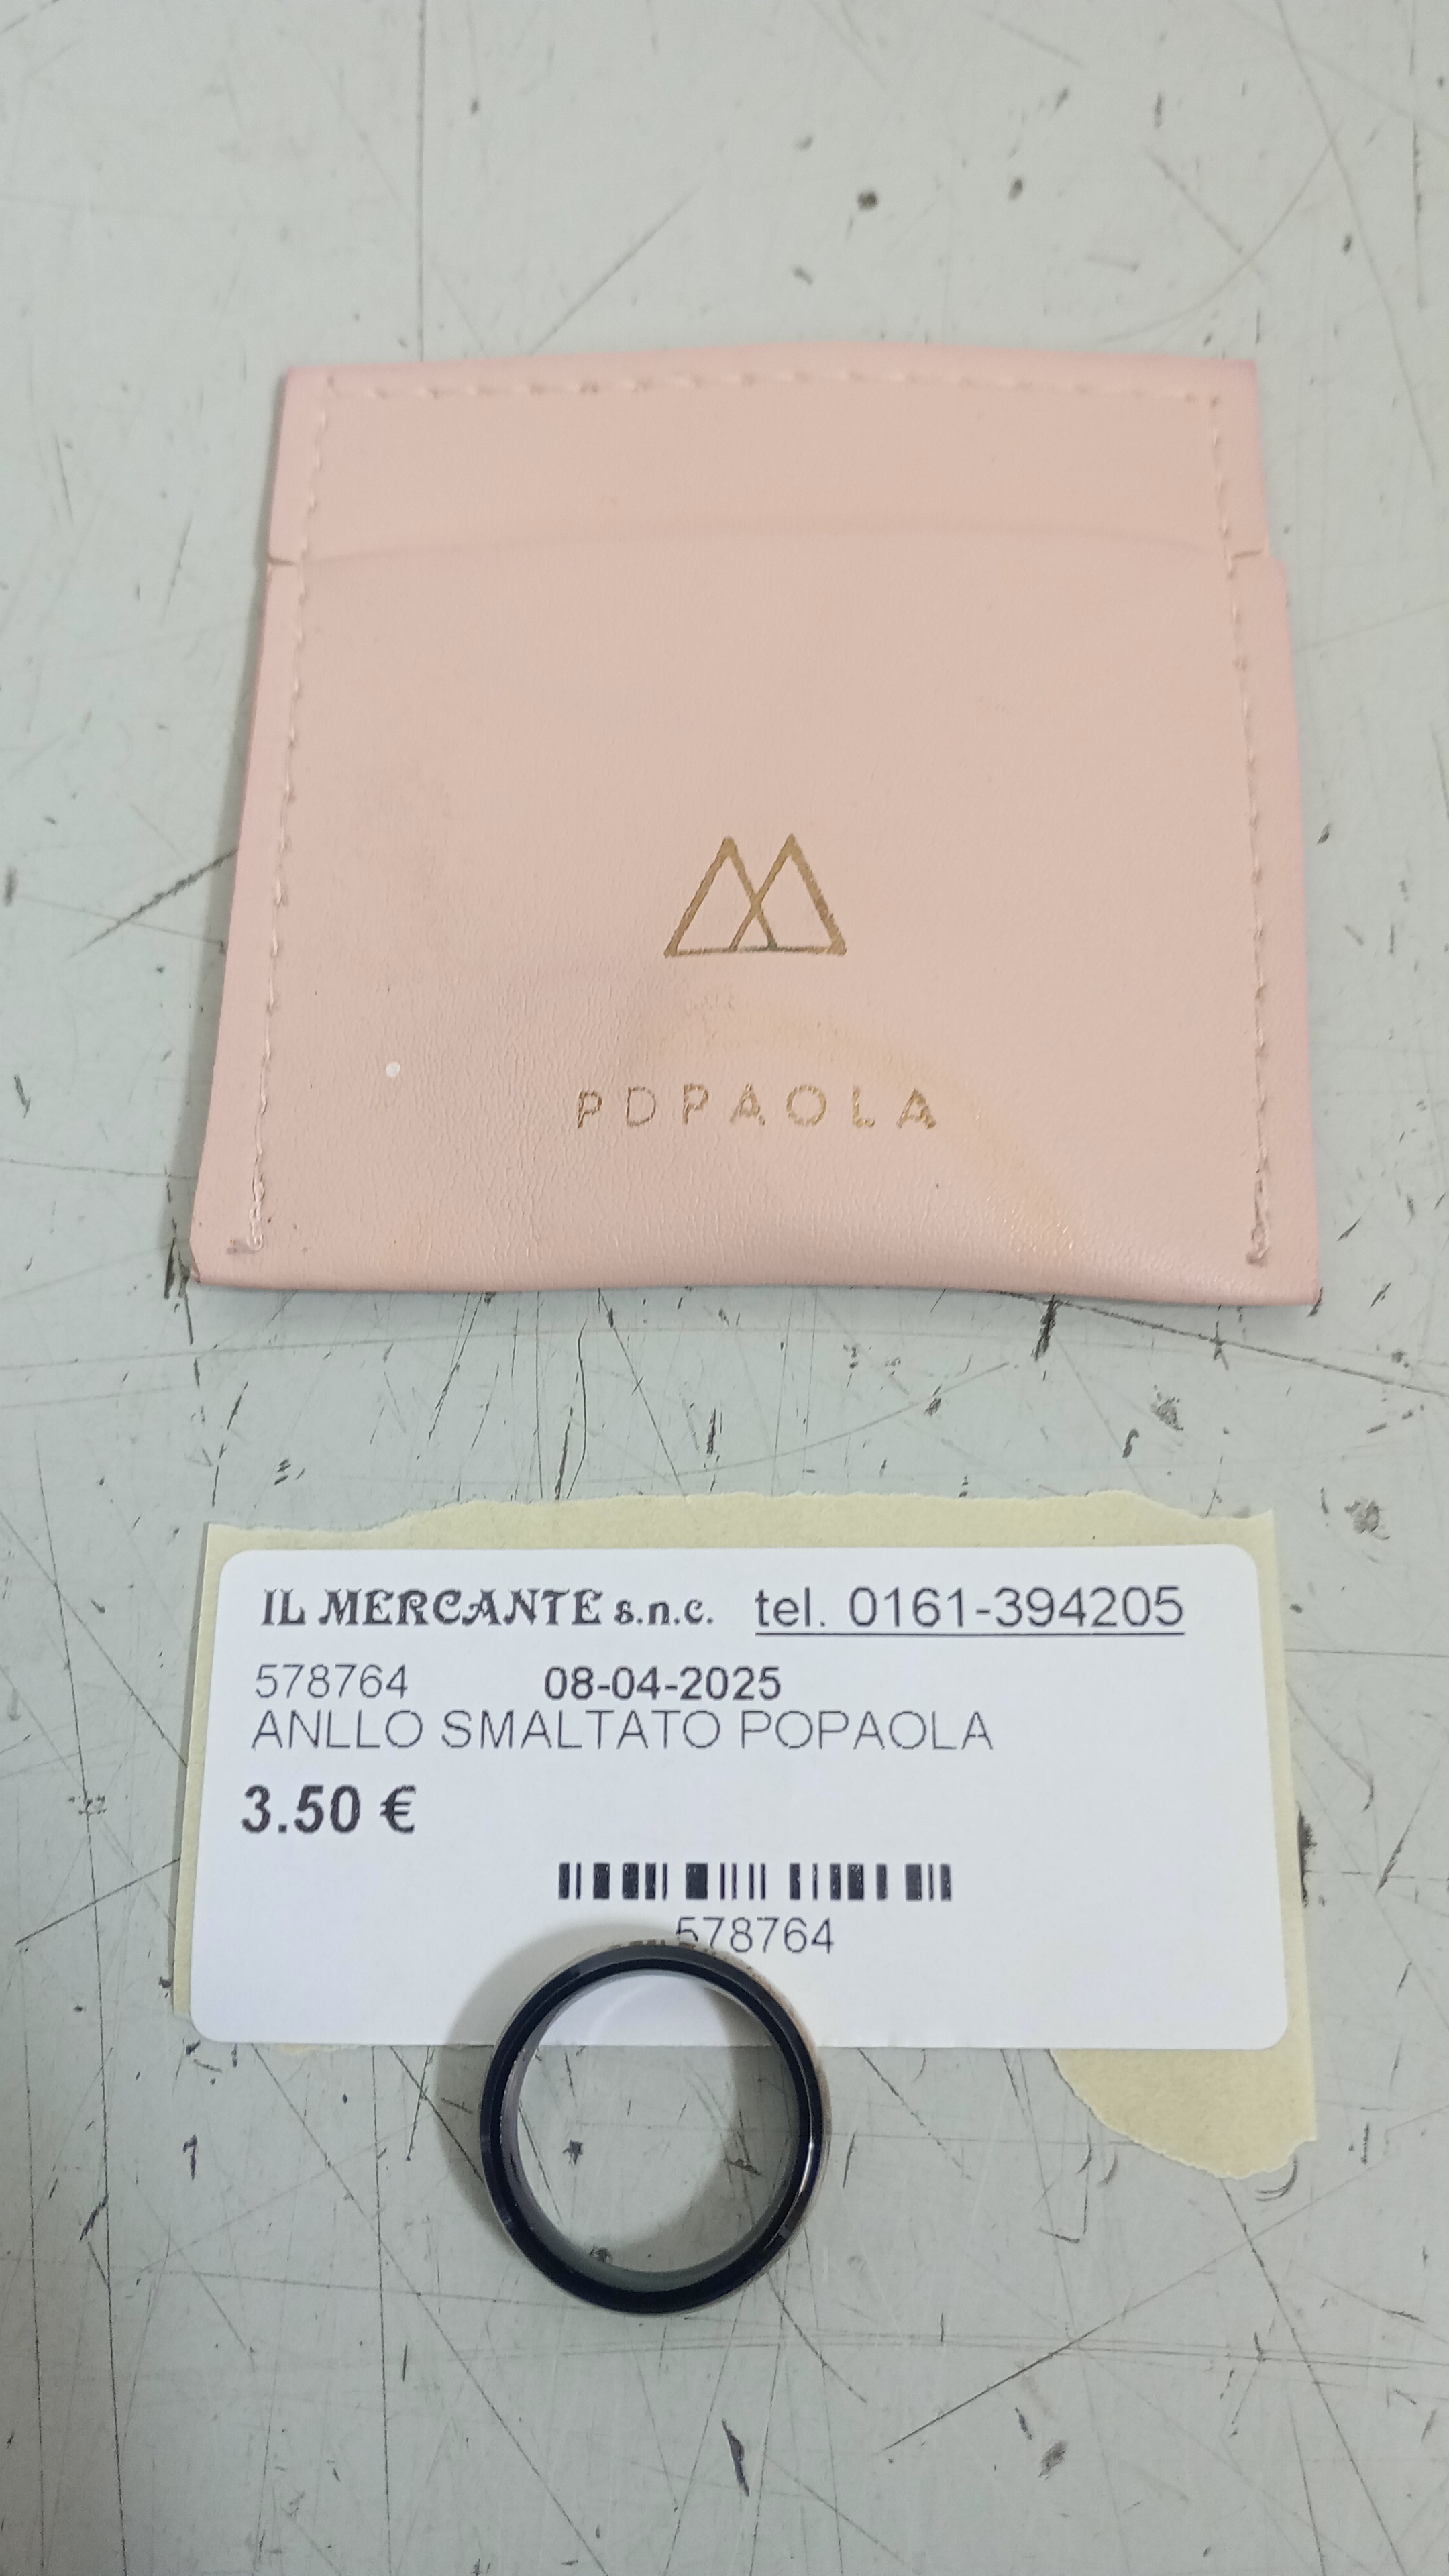 PDPAOLA
IL MERCANTE s.n.c. tel. 0161-394205
578764 08-04-2025
ANLLO SMALTATO POPAOLA
3.50 €
578764